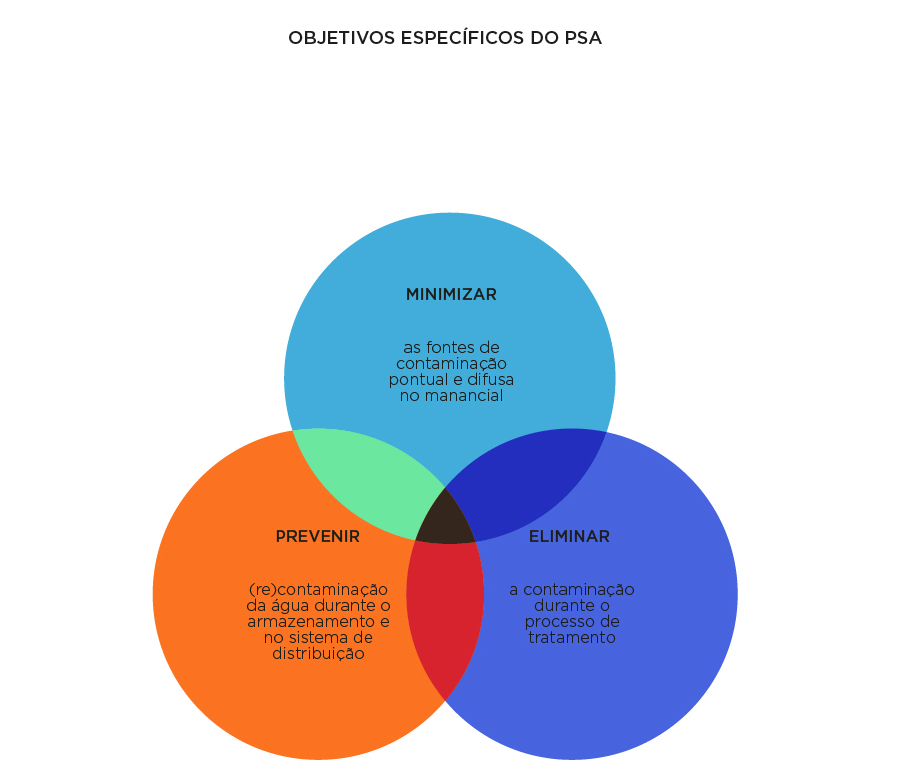 OBJETIVOS ESPECÍFICOS DO PSA
MINIMIZAR
as fontes de
contaminação
pontual e difusa
no manancial
PREVENIR
(re)contaminação
da água durante o
armazenamento e
no sistema de
distribuição
ELIMINAR
a contaminação
durante o
processo de
tratamento